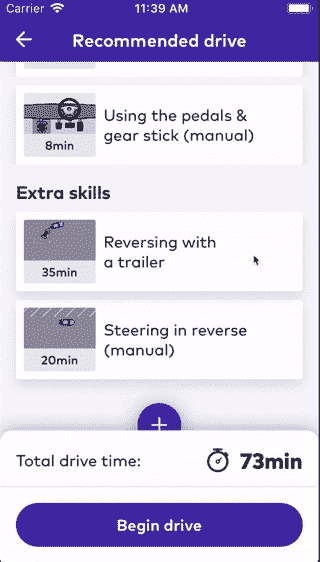 Carrier 11:39 AM
Recommended drive
Using the pedals &
gear stick (manual)
8min
Extra skills
Reversing with
a trailer
35min
Steering in reverse
(manual)
20min
+
Total drive time: 73min
Begin drive